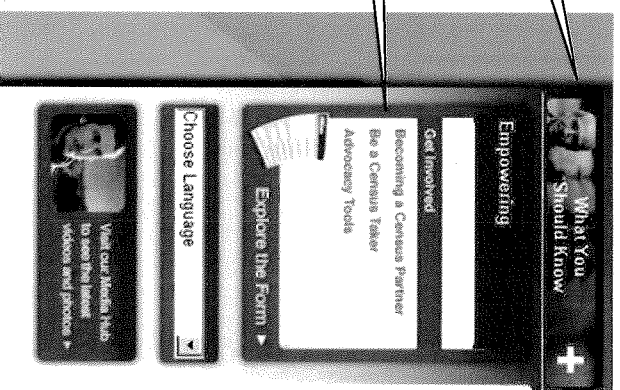 What You
Should Know
Empowering
Get Involved
Becoming a Census Partner
Be a Census Taker
Advocacy Tools
Explore the Form ▸
Choose Language
Visit our Media Hub
to see the latest
videos and photos ▸